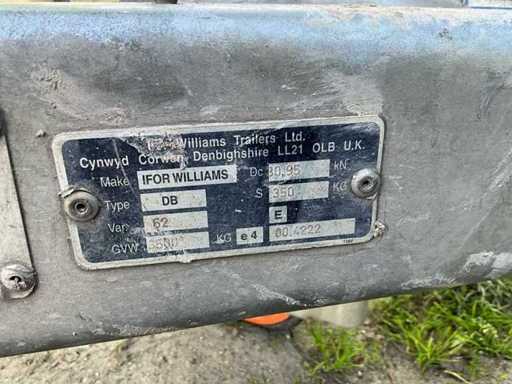 Williams Trailers Ltd.
Cynwyd Corwen Denbighshire LL21 OLB U.K.
Make IFOR WILLIAMS Dc 30.95 kN
Type DB S 350 KG
Var. 62 E
GVW KG e4 00.4222